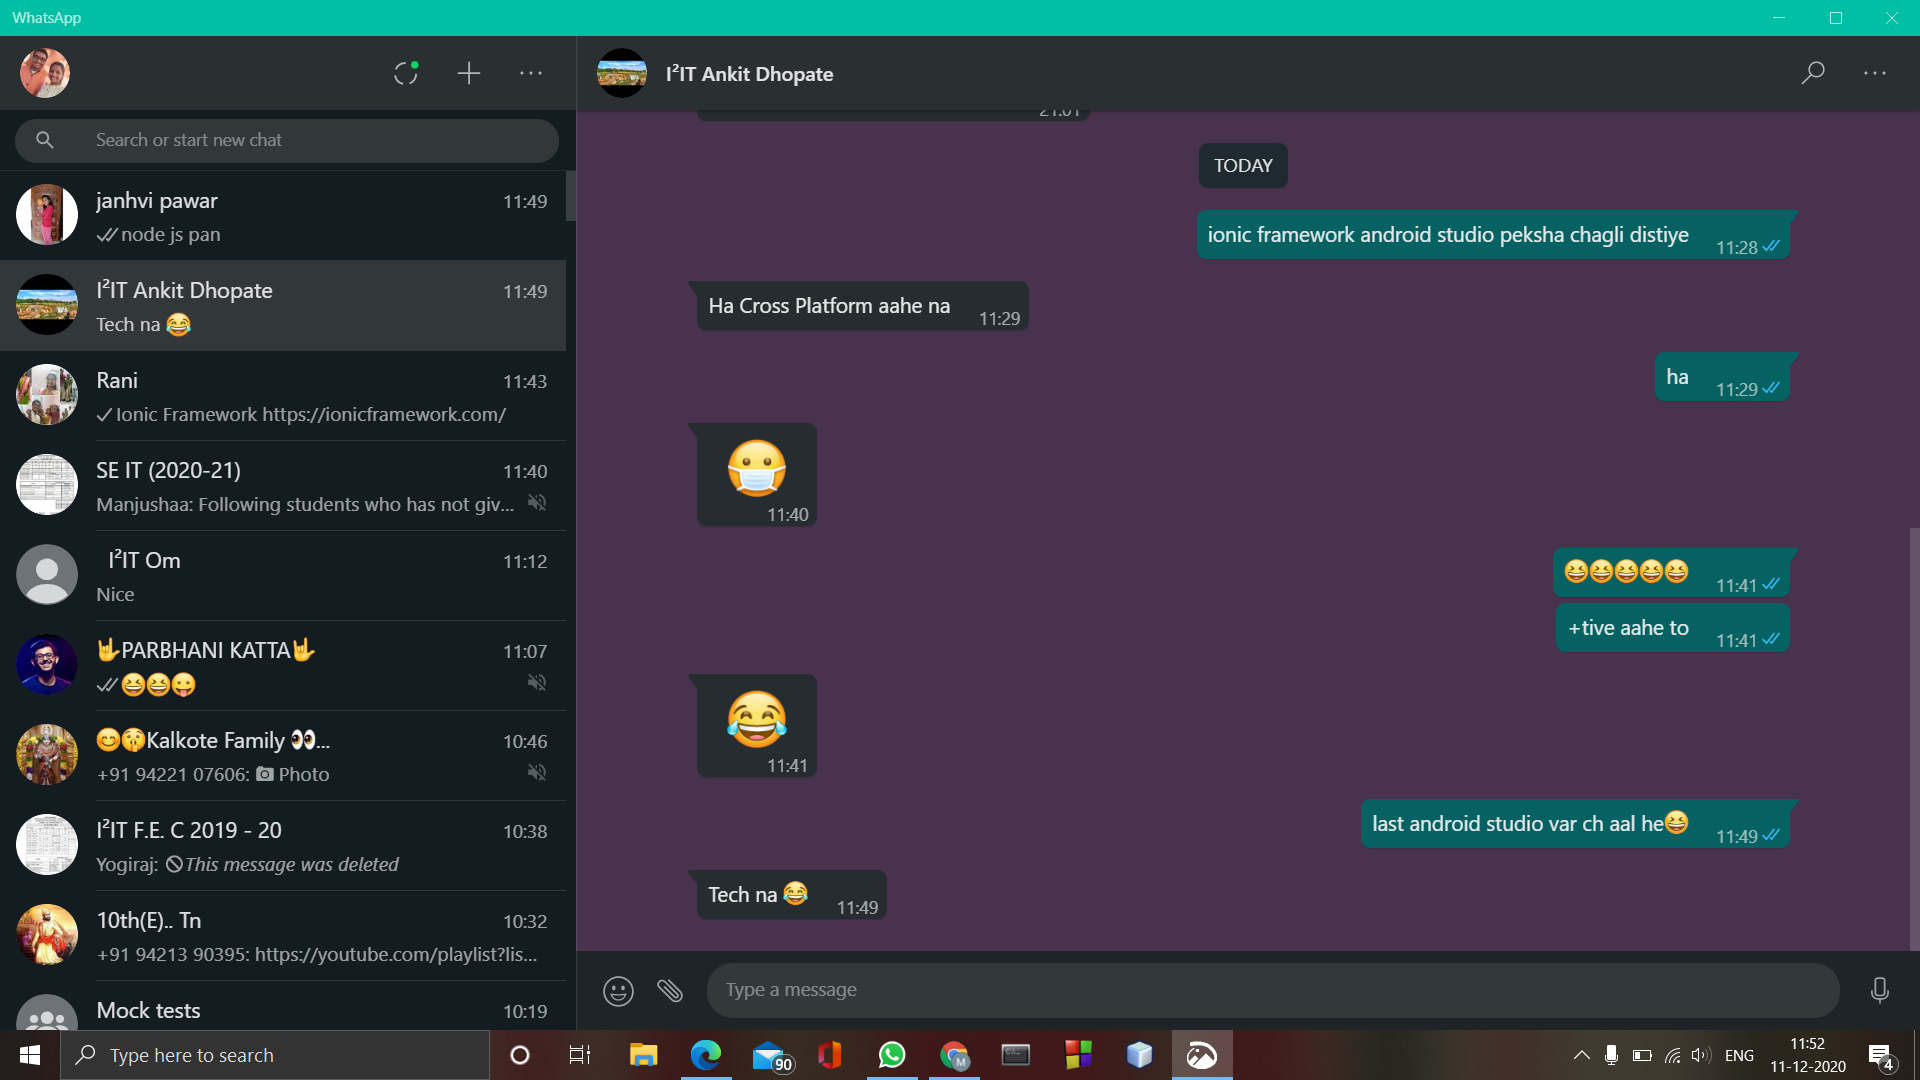 WhatsApp
Search or start new chat
janhvi pawar 11:49
node js pan
I²IT Ankit Dhopate 11:49
Tech na 😂
Rani 11:43
Ionic Framework https://ionicframework.com/
SE IT (2020-21) 11:40
Manjushaa: Following students who has not giv...
I²IT Om 11:12
Nice
🤟PARBHANI KATTA🤟 11:07
😆😆😛
😊🤫Kalkote Family 👀... 10:46
+91 94221 07606: Photo
I²IT F.E. C 2019 - 20 10:38
Yogiraj: This message was deleted
10th(E).. Tn 10:32
+91 94213 90395: https://youtube.com/playlist?lis...
Mock tests 10:19
I²IT Ankit Dhopate
21:01
TODAY
ionic framework android studio peksha chagli distiye 11:28
Ha Cross Platform aahe na 11:29
ha 11:29
😷 11:40
😆😆😆😆😆 11:41
+tive aahe to 11:41
😂 11:41
last android studio var ch aal he😆 11:49
Tech na 😂 11:49
Type a message
Type here to search
90
M
ENG
11:52
11-12-2020
4